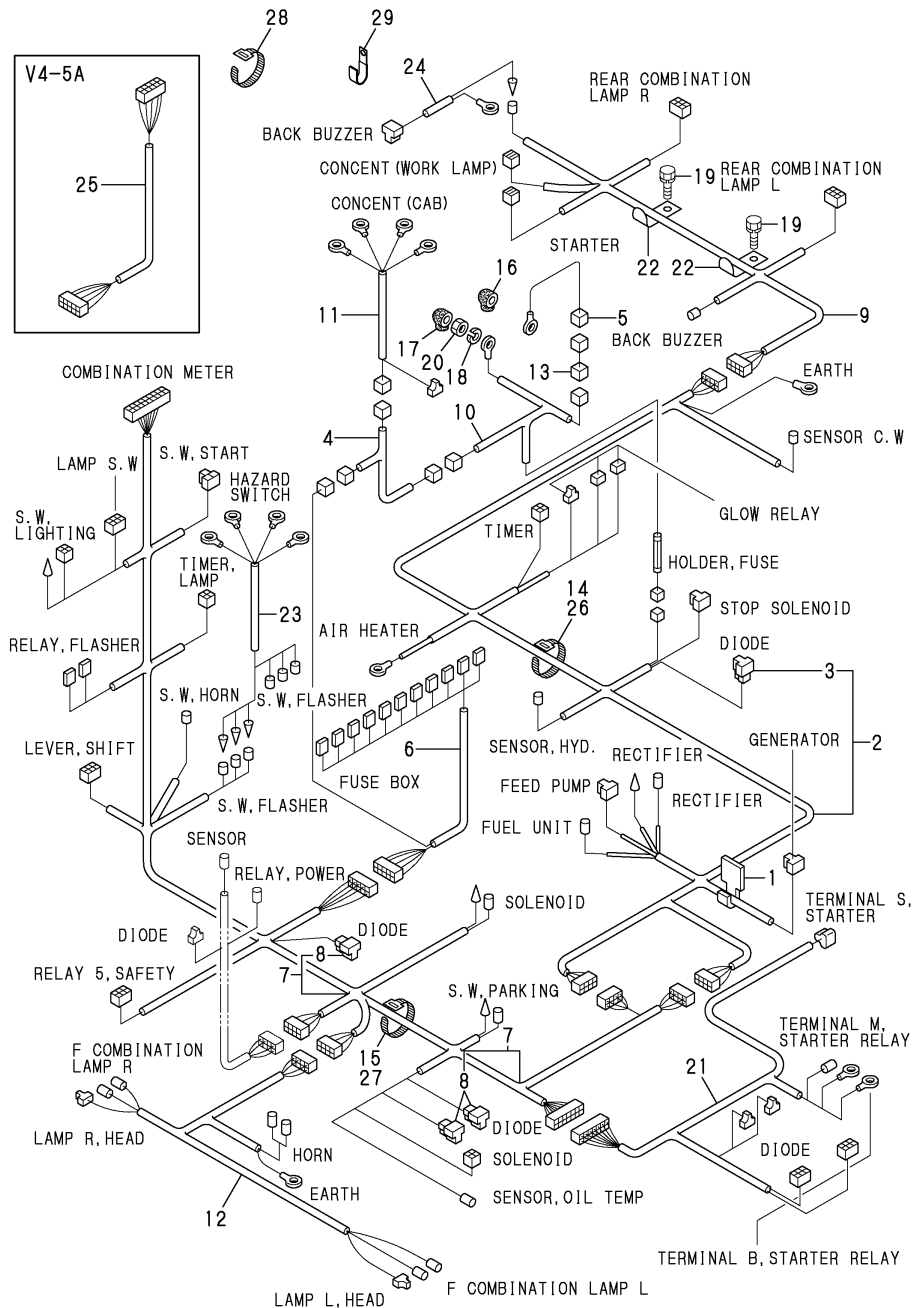 28
29
V4-5A
24
REAR COMBINATION
LAMP R
BACK BUZZER
CONCENT(WORK LAMP)
19
REAR COMBINATION
LAMP L
25
CONCENT(CAB)
19
STARTER
22
22
16
11
5
9
17
20
18
BACK BUZZER
13
EARTH
COMBINATION METER
10
4
SENSOR C.W
S.W,START
LAMP S.W
HAZARD
SWITCH
S.W,
LIGHTING
GLOW RELAY
TIMER
TIMER,
LAMP
HOLDER,FUSE
14
26
23
STOP SOLENOID
AIR HEATER
DIODE
RELAY,FLASHER
3
S.W,HORN
S.W,FLASHER
2
GENERATOR
LEVER,SHIFT
6
SENSOR,HYD.
RECTIFIER
FUSE BOX
FEED PUMP
RECTIFIER
S.W,FLASHER
FUEL UNIT
SENSOR
RELAY,POWER
1
SOLENOID
TERMINAL S,
STARTER
DIODE
DIODE
8
RELAY 5,SAFETY
7
S.W,PARKING
7
TERMINAL M,
STARTER RELAY
F COMBINATION
LAMP R
15
27
21
8
LAMP R,HEAD
DIODE
DIODE
HORN
SOLENOID
EARTH
SENSOR,OIL TEMP
12
TERMINAL B,STARTER RELAY
F COMBINATION LAMP L
LAMP L,HEAD